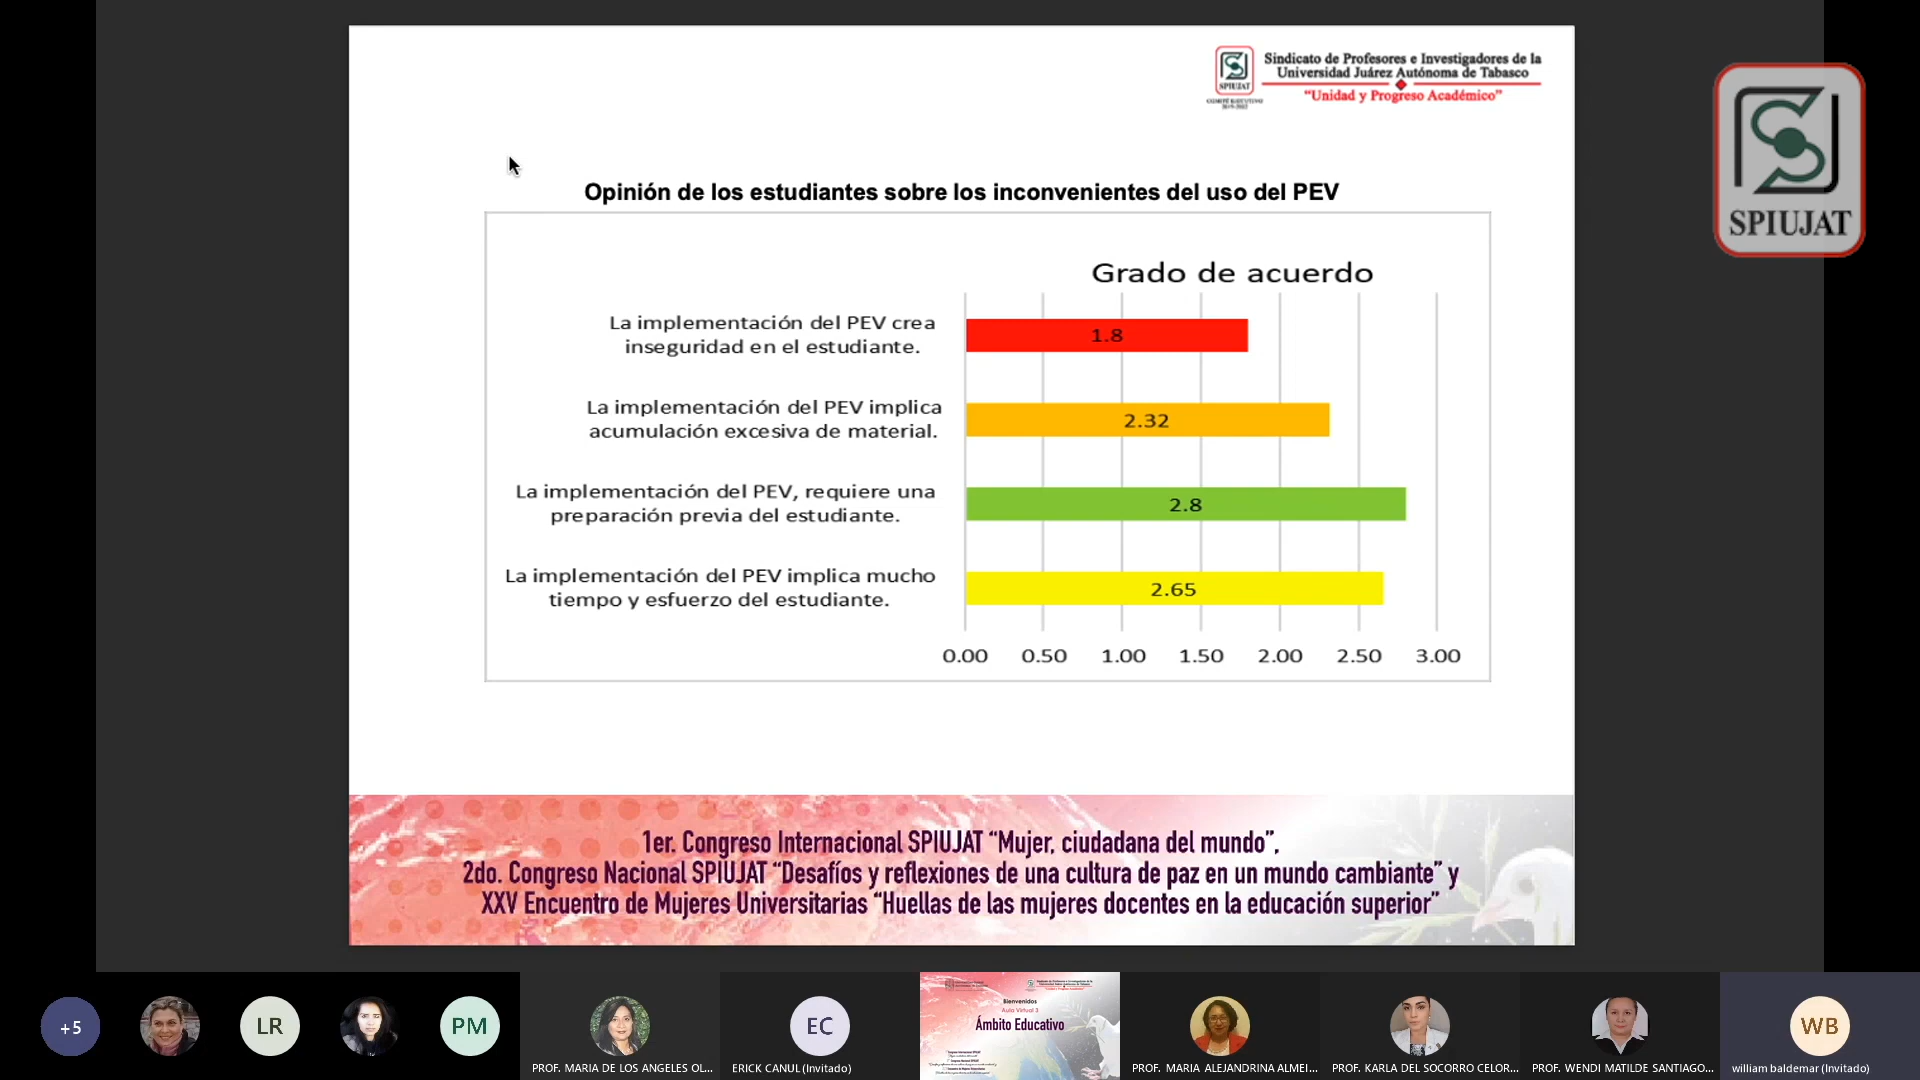 SPIUJAT
COMITÉ EJECUTIVO
2019-2022
Sindicato de Profesores e Investigadores de la
Universidad Juárez Autónoma de Tabasco
“Unidad y Progreso Académico”
SPIUJAT
Opinión de los estudiantes sobre los inconvenientes del uso del PEV
Grado de acuerdo
La implementación del PEV crea
inseguridad en el estudiante.
1.8
La implementación del PEV implica
acumulación excesiva de material.
2.32
La implementación del PEV, requiere una
preparación previa del estudiante.
2.8
La implementación del PEV implica mucho
tiempo y esfuerzo del estudiante.
2.65
0.00 0.50 1.00 1.50 2.00 2.50 3.00
1er. Congreso Internacional SPIUJAT “Mujer, ciudadana del mundo”,
2do. Congreso Nacional SPIUJAT “Desafíos y reflexiones de una cultura de paz en un mundo cambiante” y
XXV Encuentro de Mujeres Universitarias “Huellas de las mujeres docentes en la educación superior”
+5
LR
PM
PROF. MARIA DE LOS ANGELES OL...
EC
ERICK CANUL (Invitado)
Bienvenidos
Aula Virtual 3
Ámbito Educativo
PROF. MARIA ALEJANDRINA ALMEI...
PROF. KARLA DEL SOCORRO CELOR...
PROF. WENDI MATILDE SANTIAGO...
WB
william baldemar (Invitado)